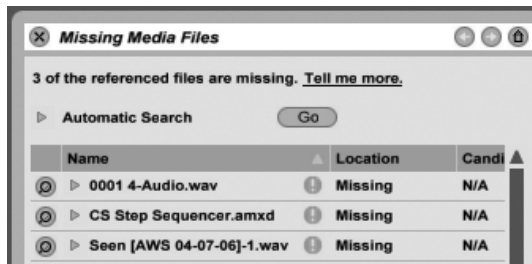 Missing Media Files
3 of the referenced files are missing. Tell me more.
Automatic Search Go
Name Location Candi
0001 4-Audio.wav Missing N/A
CS Step Sequencer.amxd Missing N/A
Seen [AWS 04-07-06]-1.wav Missing N/A